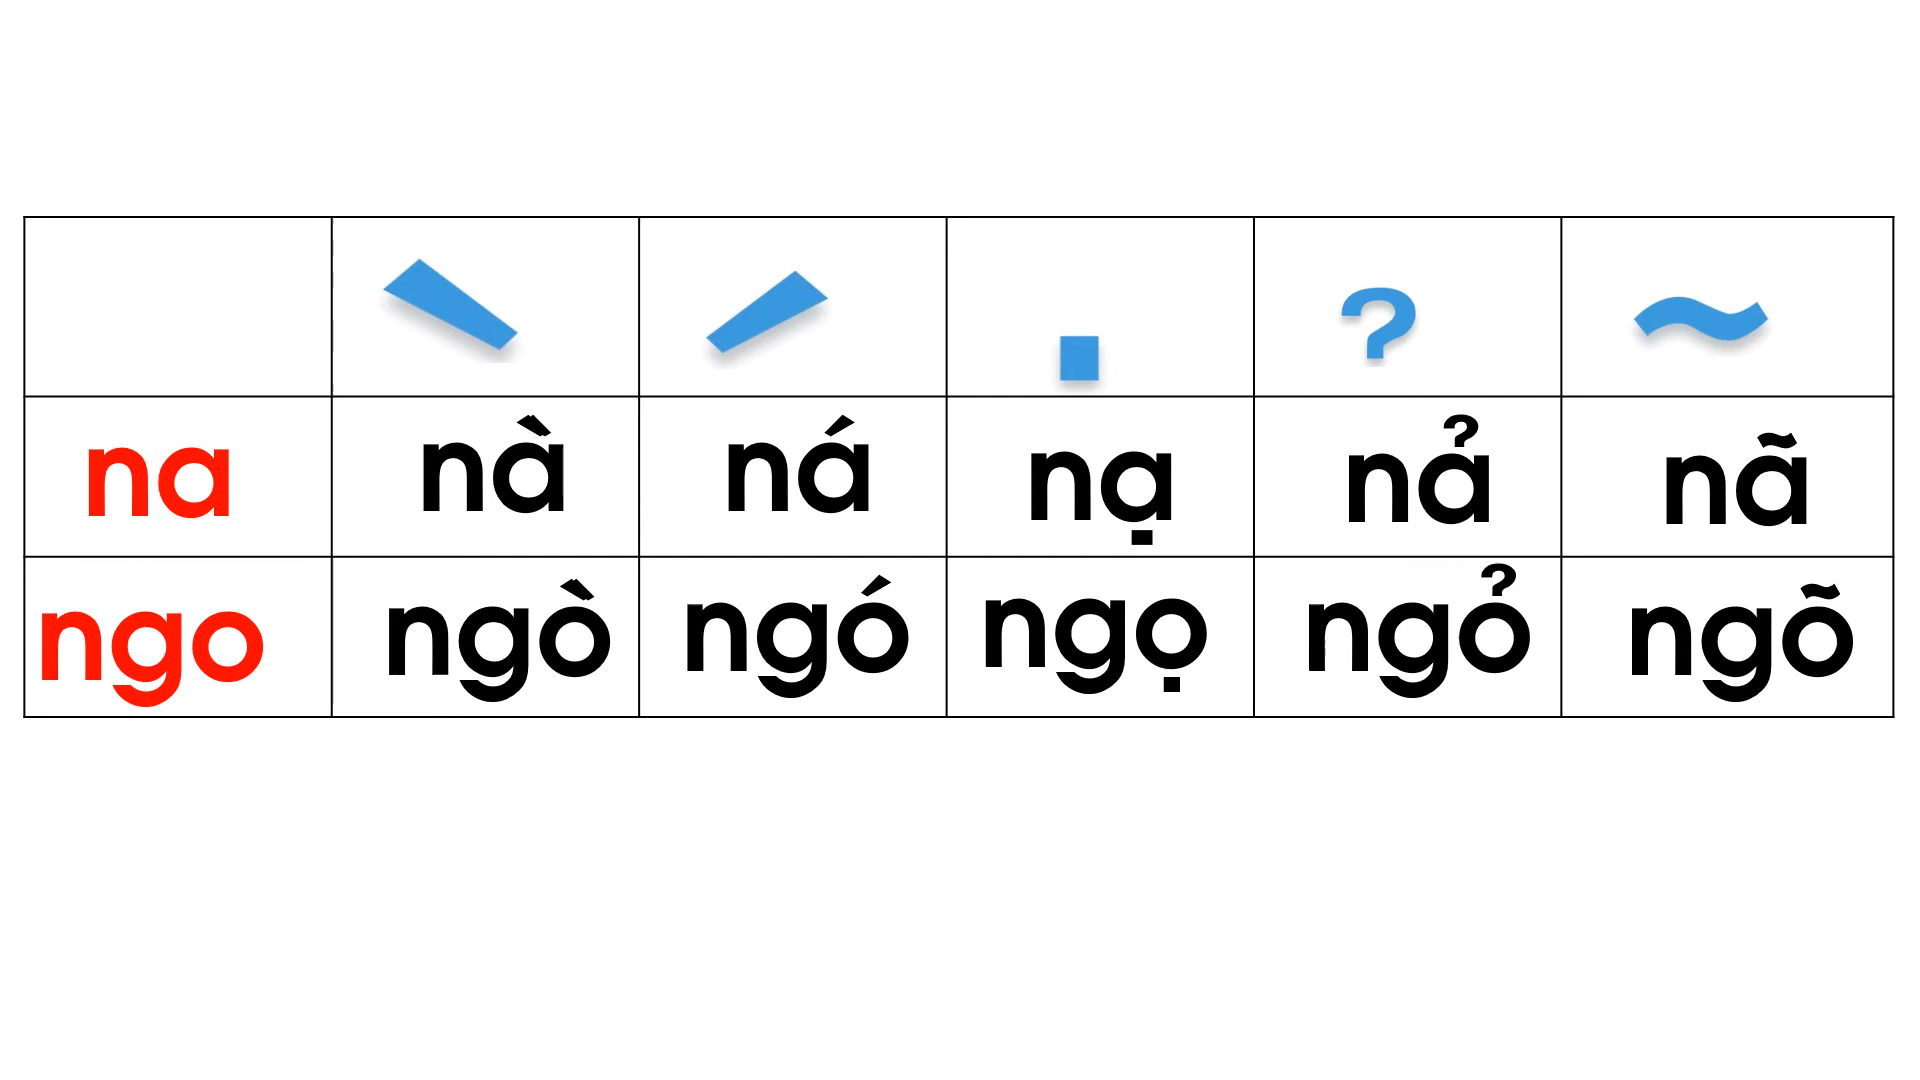 ` ´ . ? ~
na nà ná nạ nả nã
ngo ngò ngó ngọ ngỏ ngõ